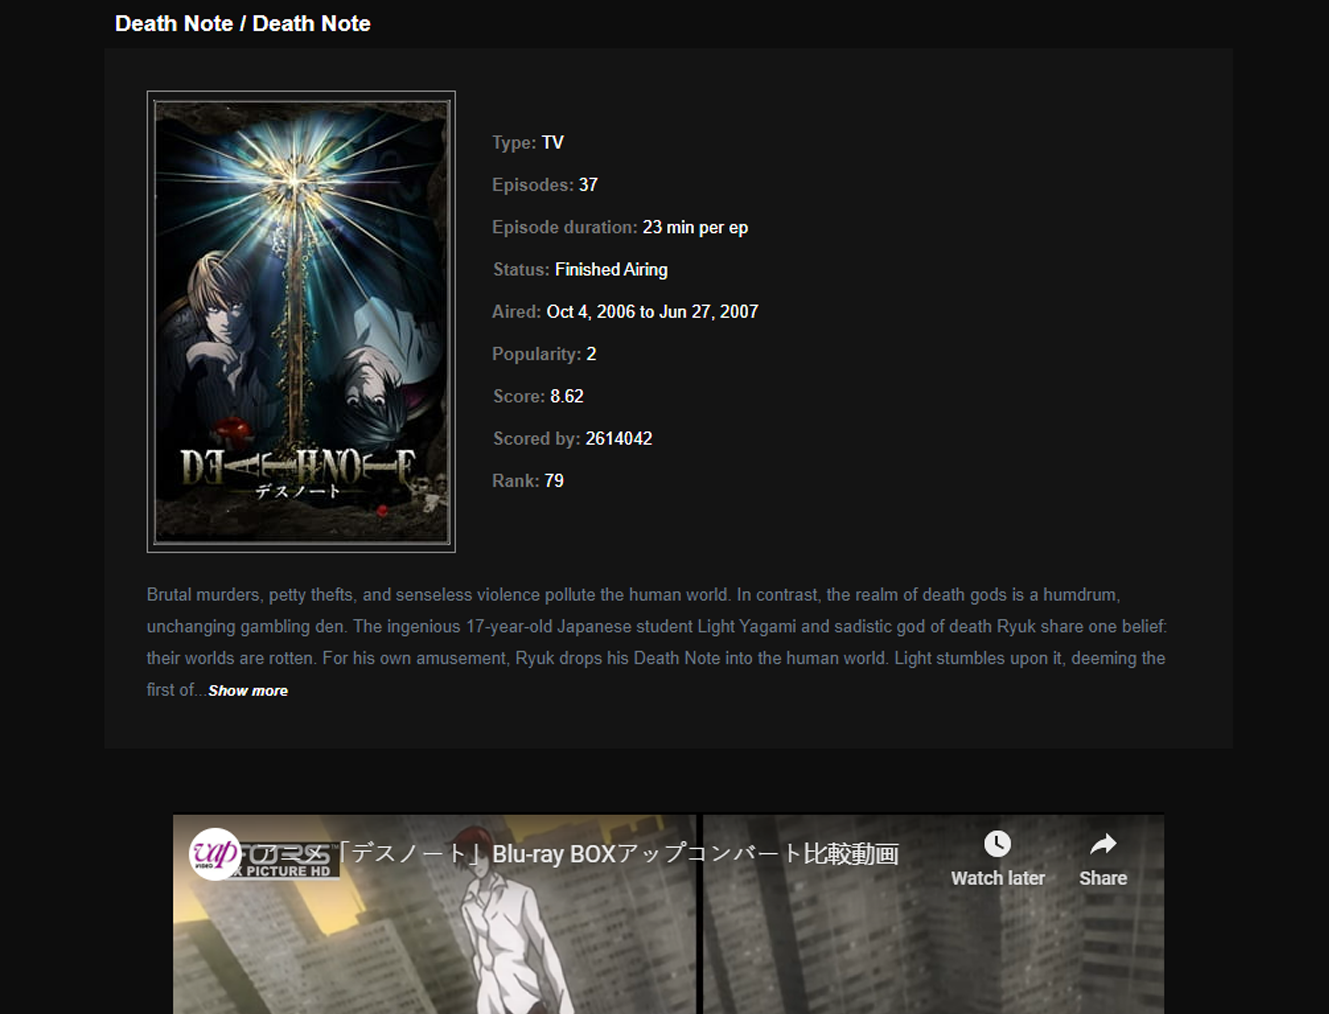 Death Note / Death Note
Type: TV
Episodes: 37
Episode duration: 23 min per ep
Status: Finished Airing
Aired: Oct 4, 2006 to Jun 27, 2007
Popularity: 2
Score: 8.62
Scored by: 2614042
Rank: 79
DEATH NOTE
デスノート
Brutal murders, petty thefts, and senseless violence pollute the human world. In contrast, the realm of death gods is a humdrum,
unchanging gambling den. The ingenious 17-year-old Japanese student Light Yagami and sadistic god of death Ryuk share one belief:
their worlds are rotten. For his own amusement, Ryuk drops his Death Note into the human world. Light stumbles upon it, deeming the
first of...Show more
vap VIDEO
アニメ「デスノート」Blu-ray BOXアップコンバート比較動画
FORS
X PICTURE HD
Watch later
Share